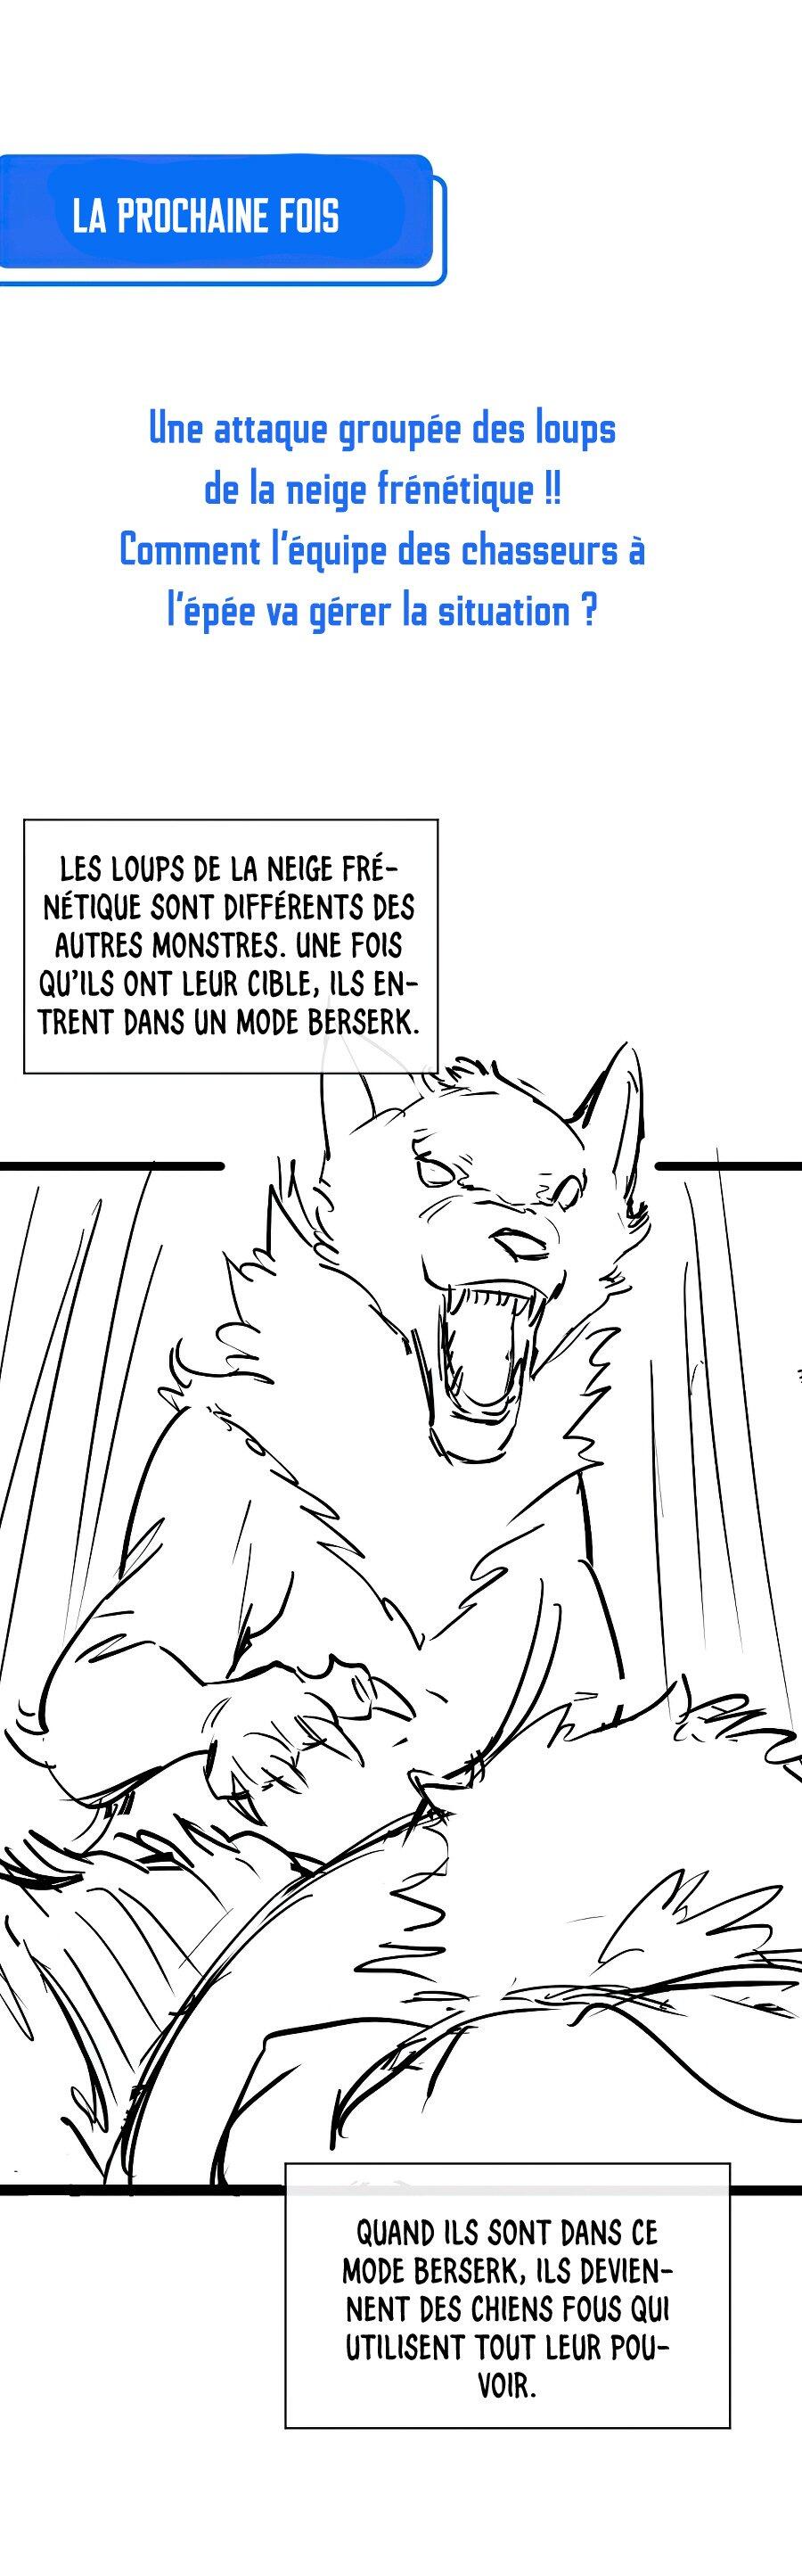 LA PROCHAINE FOIS
Une attaque groupée des loups
de la neige frénétique !!
Comment l'équipe des chasseurs à
l'épée va gérer la situation ?
LES LOUPS DE LA NEIGE FRÉ-
NÉTIQUE SONT DIFFÉRENTS DES
AUTRES MONSTRES. UNE FOIS
QU'ILS ONT LEUR CIBLE, ILS EN-
TRENT DANS UN MODE BERSERK.
QUAND ILS SONT DANS CE
MODE BERSERK, ILS DEVIEN-
NENT DES CHIENS FOUS QUI
UTILISENT TOUT LEUR POU-
VOIR.